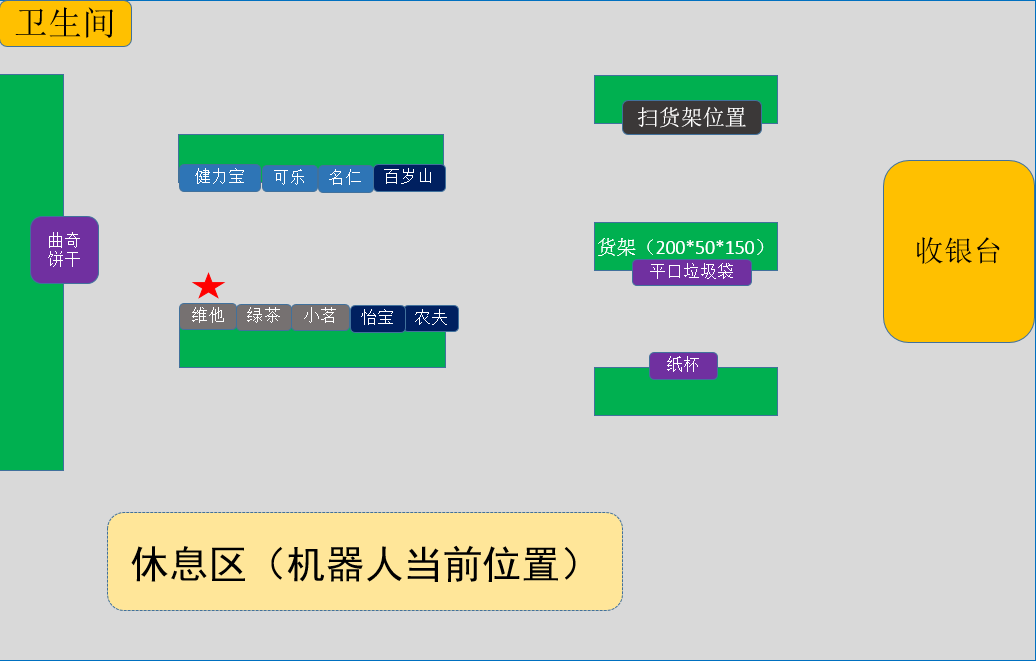 卫生间
扫货架位置
健力宝
可乐
名仁
百岁山
曲奇
饼干
货架（200*50*150）
收银台
平口垃圾袋
维他
绿茶
小茗
怡宝
农夫
纸杯
休息区（机器人当前位置）